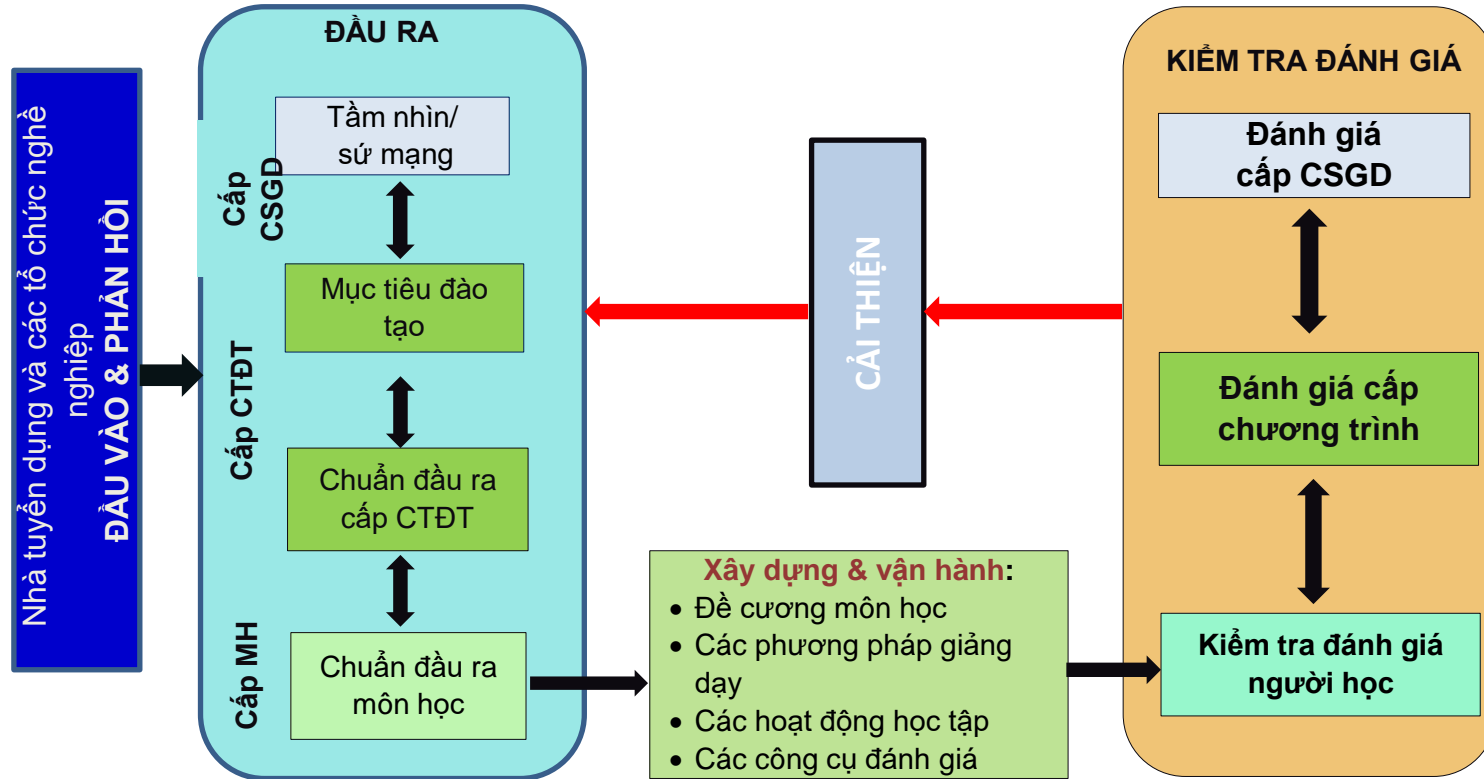 Nhà tuyển dụng và các tổ chức nghề
nghiệp
ĐẦU VÀO & PHẢN HỒI
ĐẦU RA
Cấp
CSGD
Tầm nhìn/
sứ mạng
Mục tiêu đào
tạo
Cấp CTĐT
Chuẩn đầu ra
cấp CTĐT
Cấp MH
Chuẩn đầu ra
môn học
CẢI THIỆN
Xây dựng & vận hành:
• Đề cương môn học
• Các phương pháp giảng
dạy
• Các hoạt động học tập
• Các công cụ đánh giá
KIỂM TRA ĐÁNH GIÁ
Đánh giá
cấp CSGD
Đánh giá cấp
chương trình
Kiểm tra đánh giá
người học